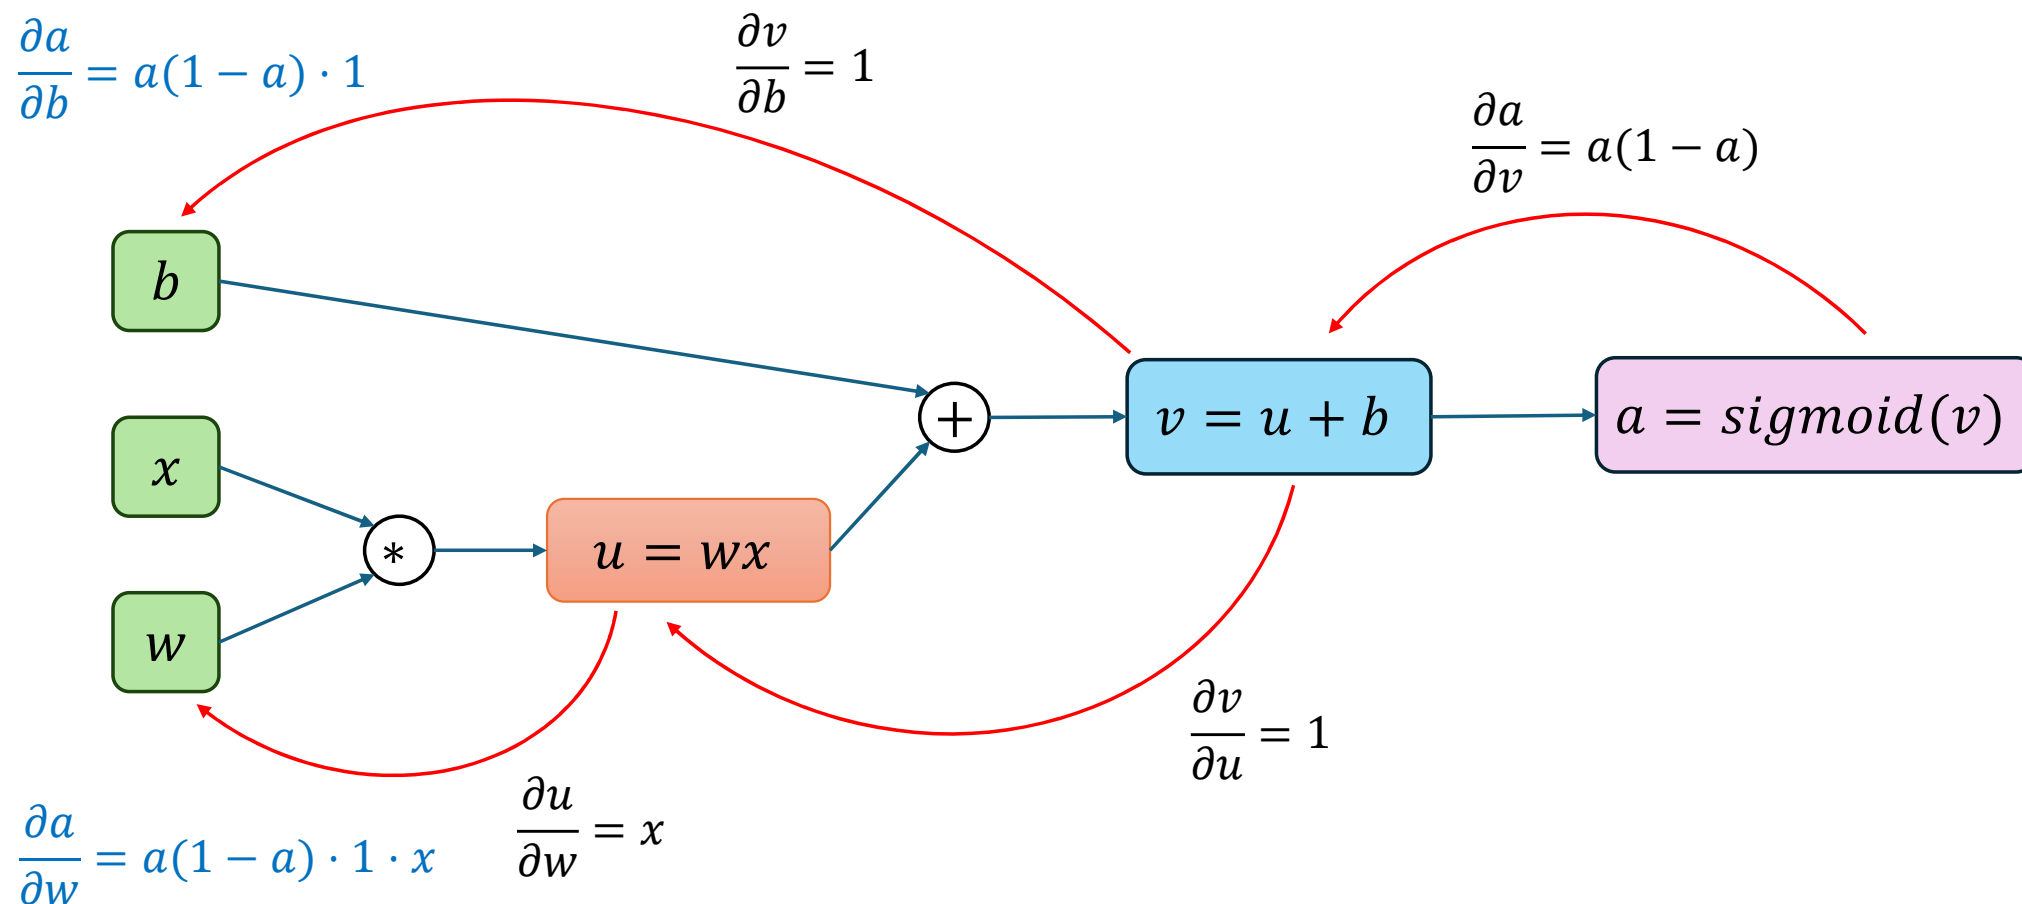 ∂a/∂b = a(1 − a) · 1
∂v/∂b = 1
∂a/∂v = a(1 − a)
b
x
w
∗
u = wx
+
v = u + b
a = sigmoid(v)
∂v/∂u = 1
∂u/∂w = x
∂a/∂w = a(1 − a) · 1 · x